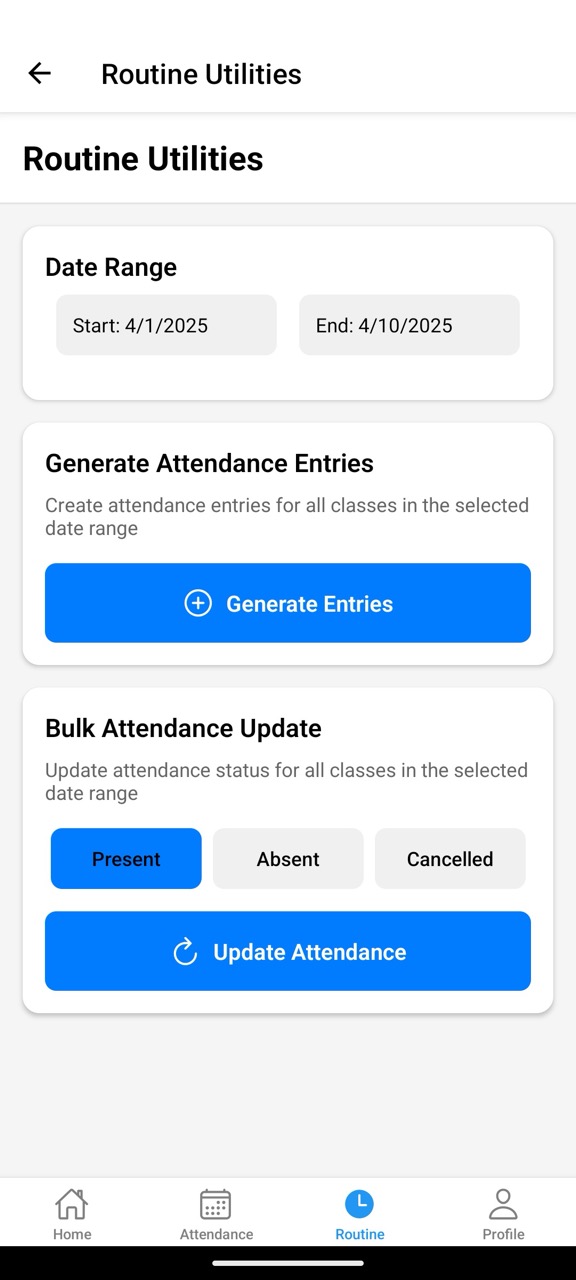 Routine Utilities
Routine Utilities
Date Range
Start: 4/1/2025
End: 4/10/2025
Generate Attendance Entries
Create attendance entries for all classes in the selected
date range
Generate Entries
Bulk Attendance Update
Update attendance status for all classes in the selected
date range
Present
Absent
Cancelled
Update Attendance
Home
Attendance
Routine
Profile